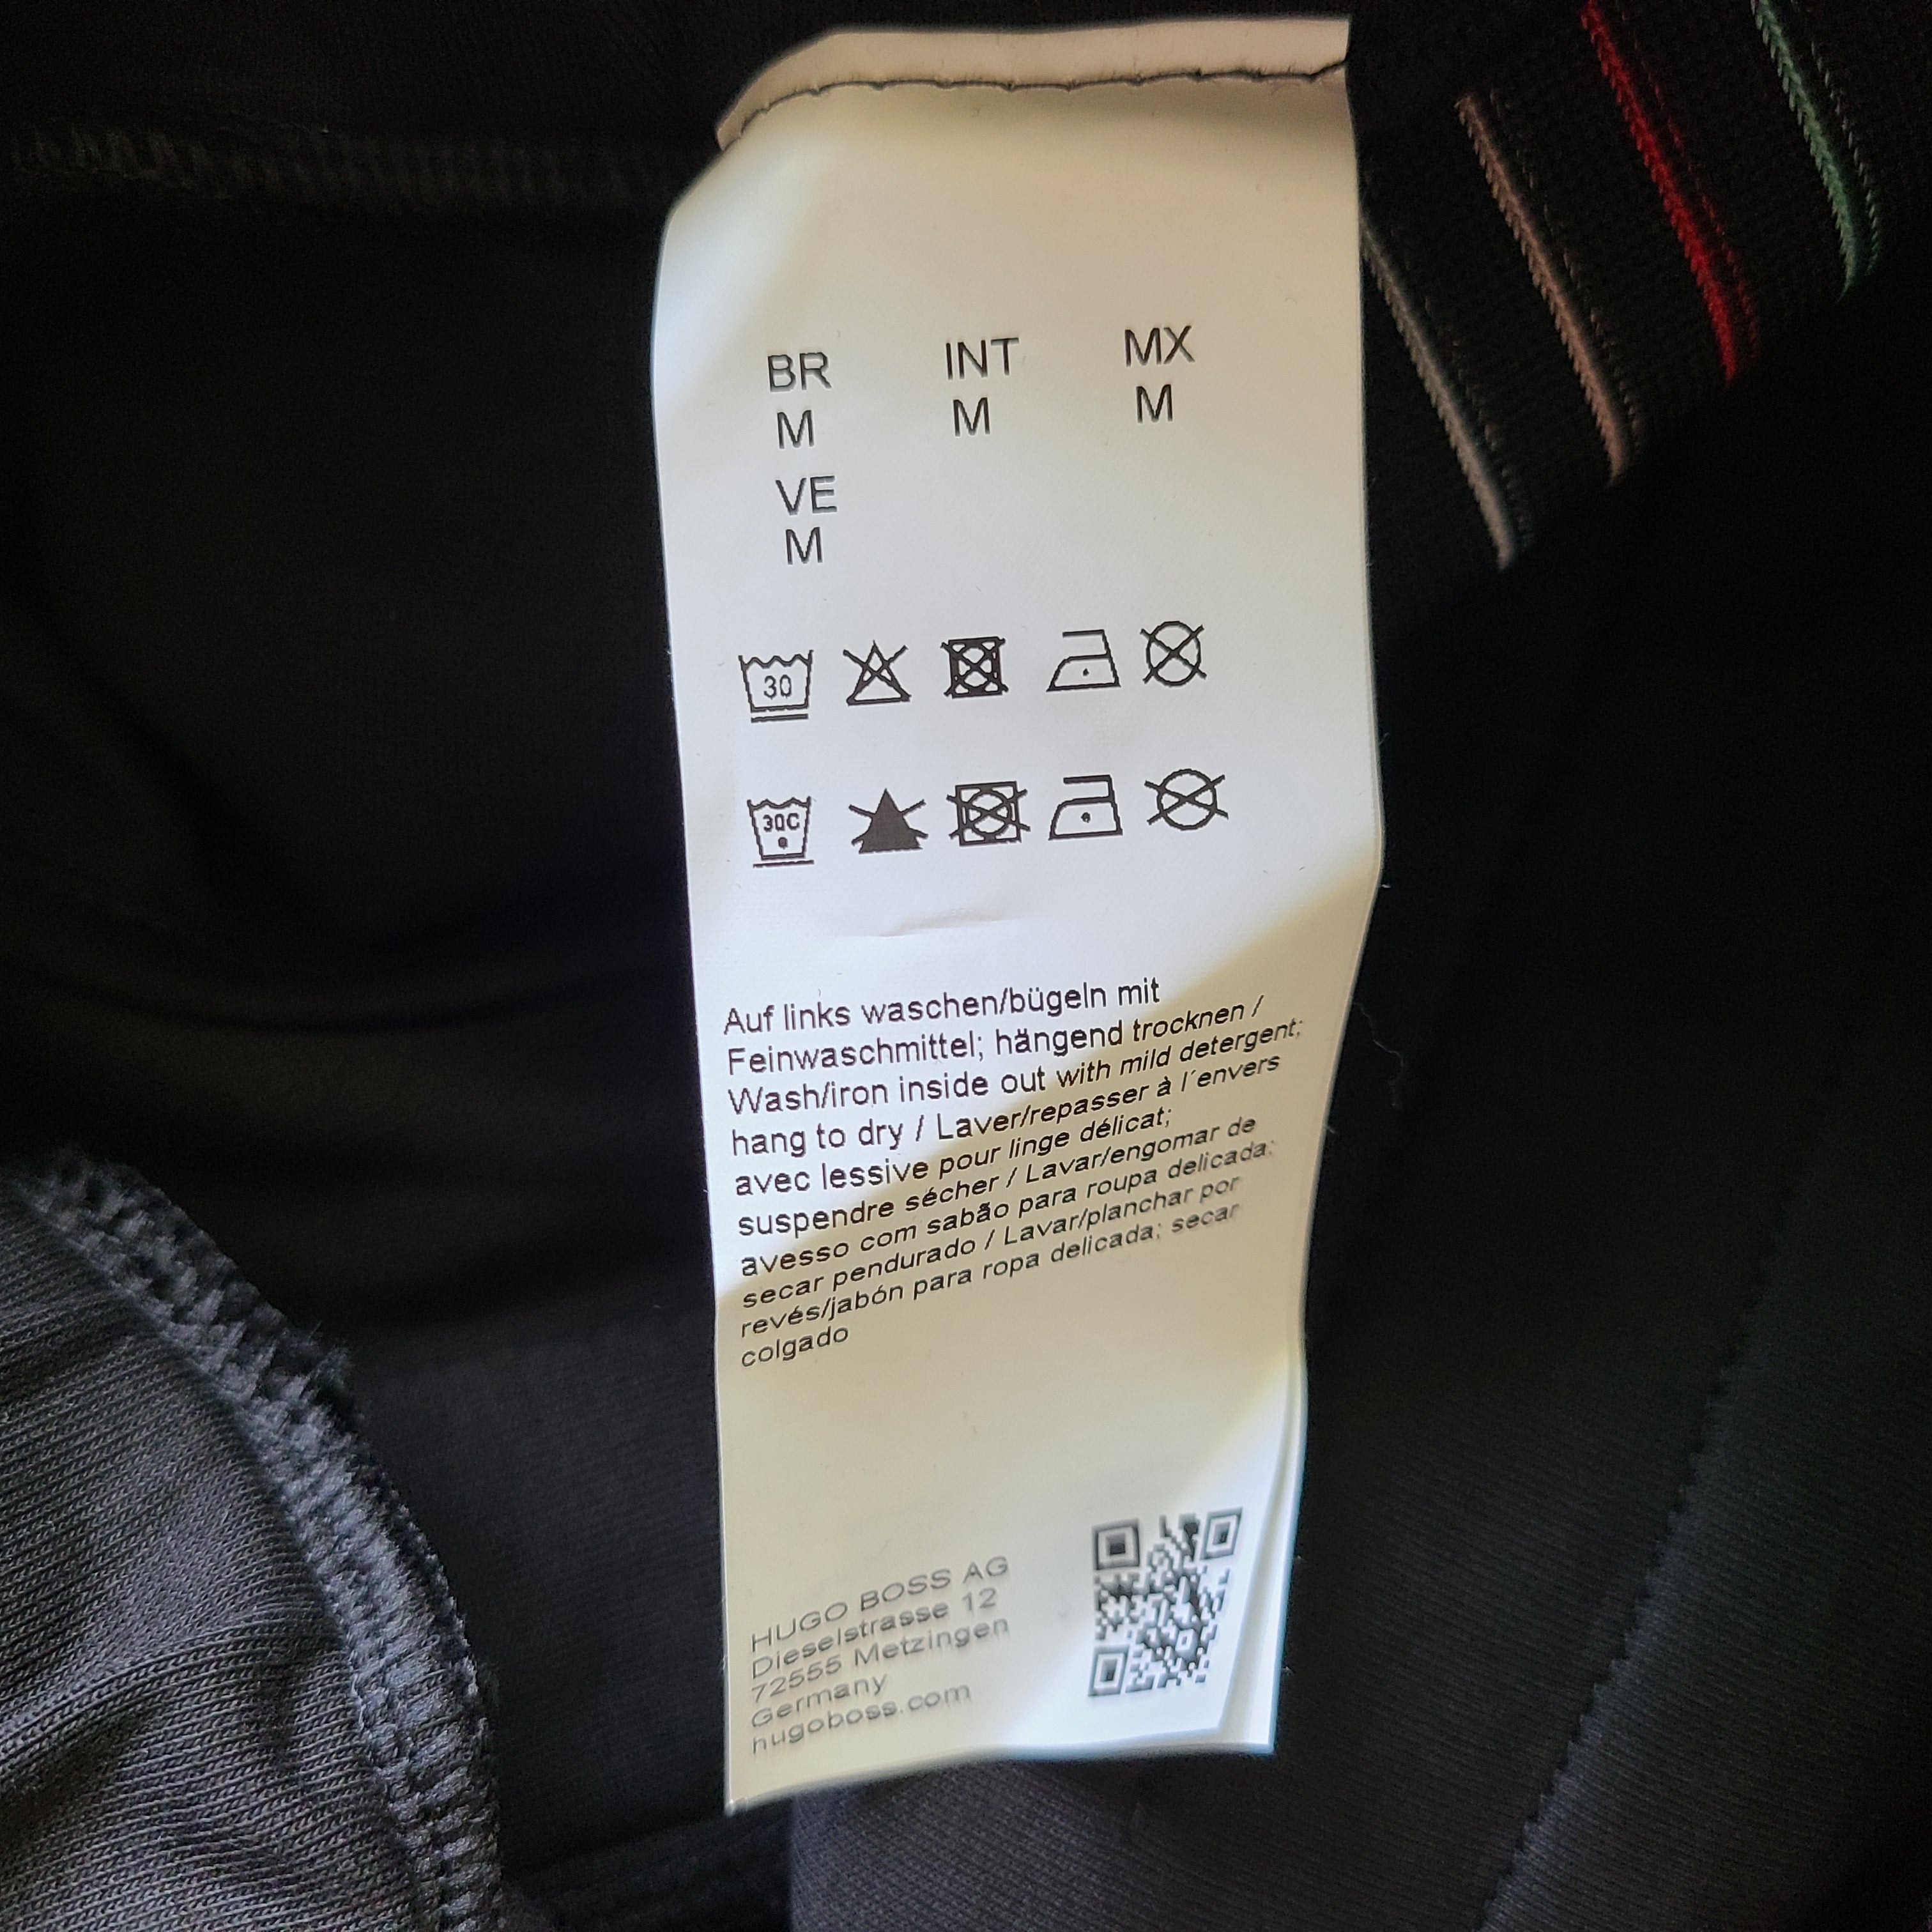 BR INT MX
M M M
VE
M
30
30C
Auf links waschen/bügeln mit
Feinwaschmittel; hängend trocknen /
Wash/iron inside out with mild detergent;
hang to dry / Laver/repasser à l´envers
avec lessive pour linge délicat;
suspendre sécher / Lavar/engomar de
avesso com sabão para roupa delicada;
secar pendurado / Lavar/planchar por
revés/jabón para ropa delicada; secar
colgado
HUGO BOSS AG
Dieselstrasse 12
72555 Metzingen
Germany
hugoboss.com